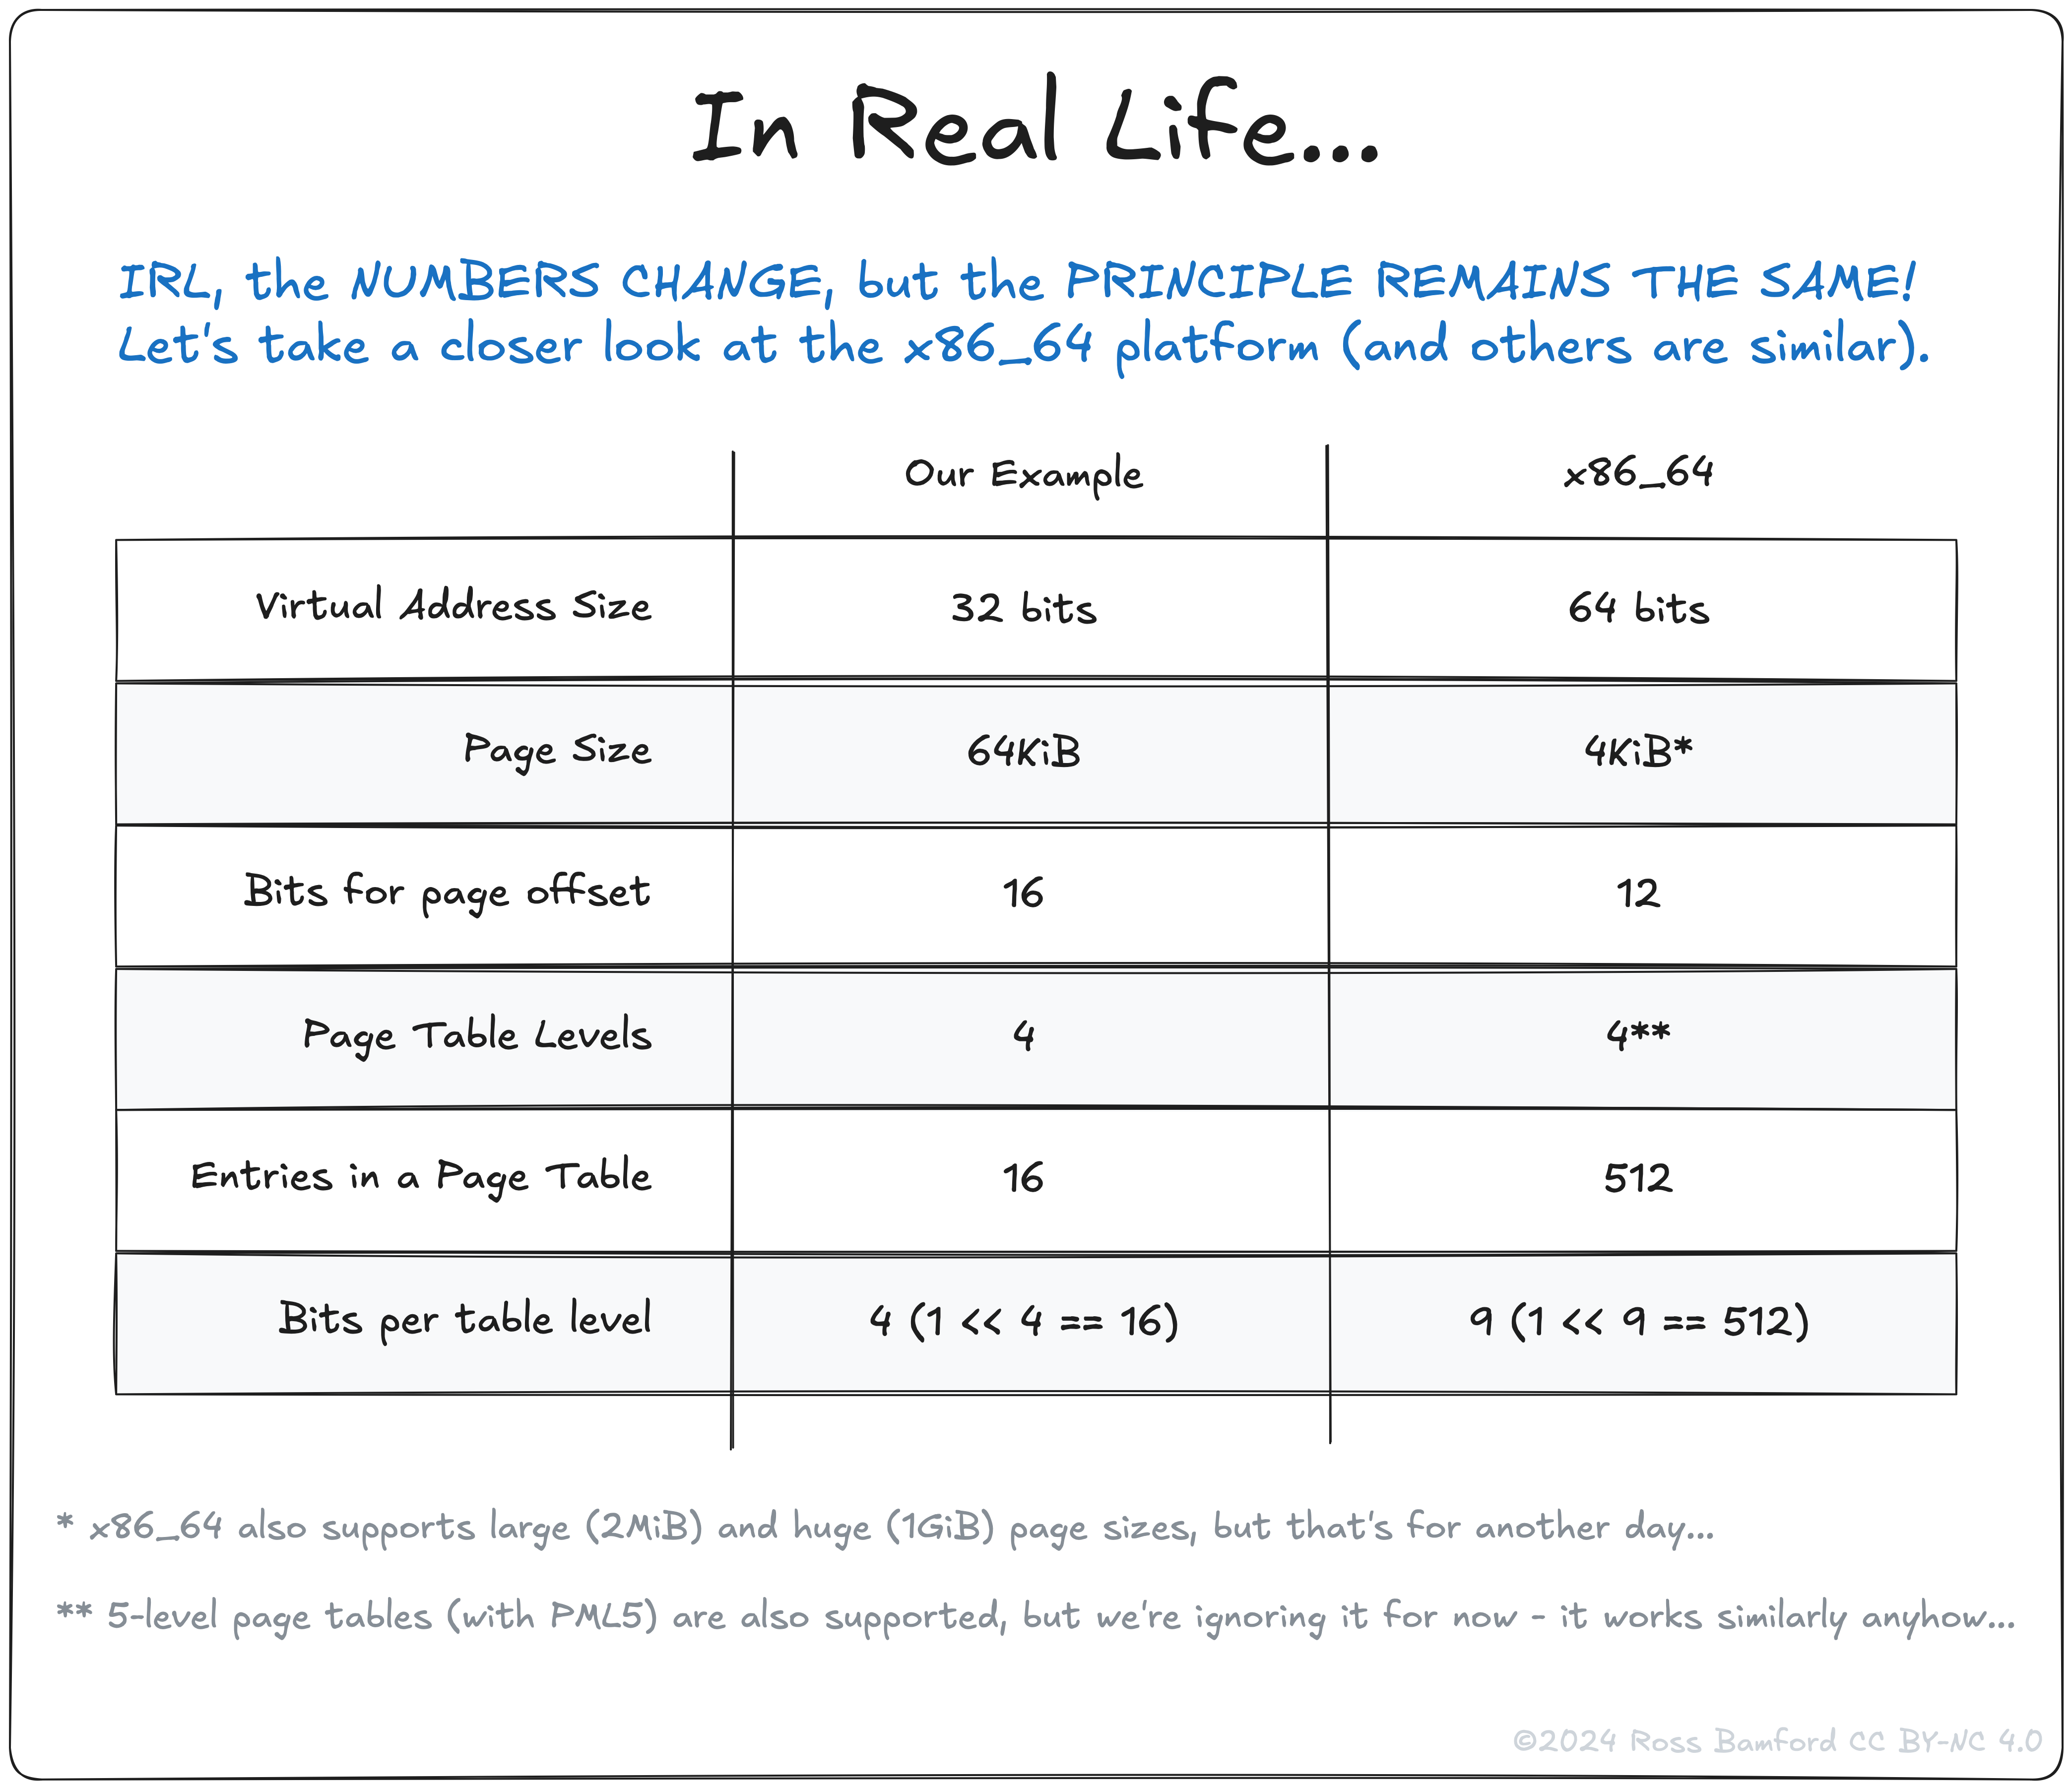 In Real Life...
IRL, the NUMBERS CHANGE, but the PRINCIPLE REMAINS THE SAME!
Let's take a closer look at the x86_64 platform (and others are similar).
Our Example x86_64
Virtual Address Size 32 bits 64 bits
Page Size 64KiB 4KiB*
Bits for page offset 16 12
Page Table Levels 4 4**
Entries in a Page Table 16 512
Bits per table level 4 (1 << 4 == 16) 9 (1 << 9 == 512)
* x86_64 also supports large (2MiB) and huge (1GiB) page sizes, but that's for another day...
** 5-level page tables (with PML5) are also supported, but we're ignoring it for now - it works similarly anyhow...
©2024 Ross Bamford CC BY-NC 4.0